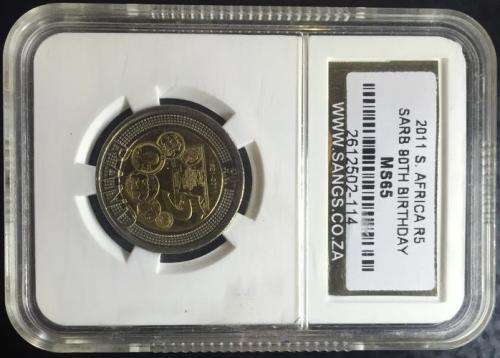 2011 S. AFRICA R5
SARB 90TH BIRTHDAY
MS65
2612502-114
WWW.SANGS.CO.ZA